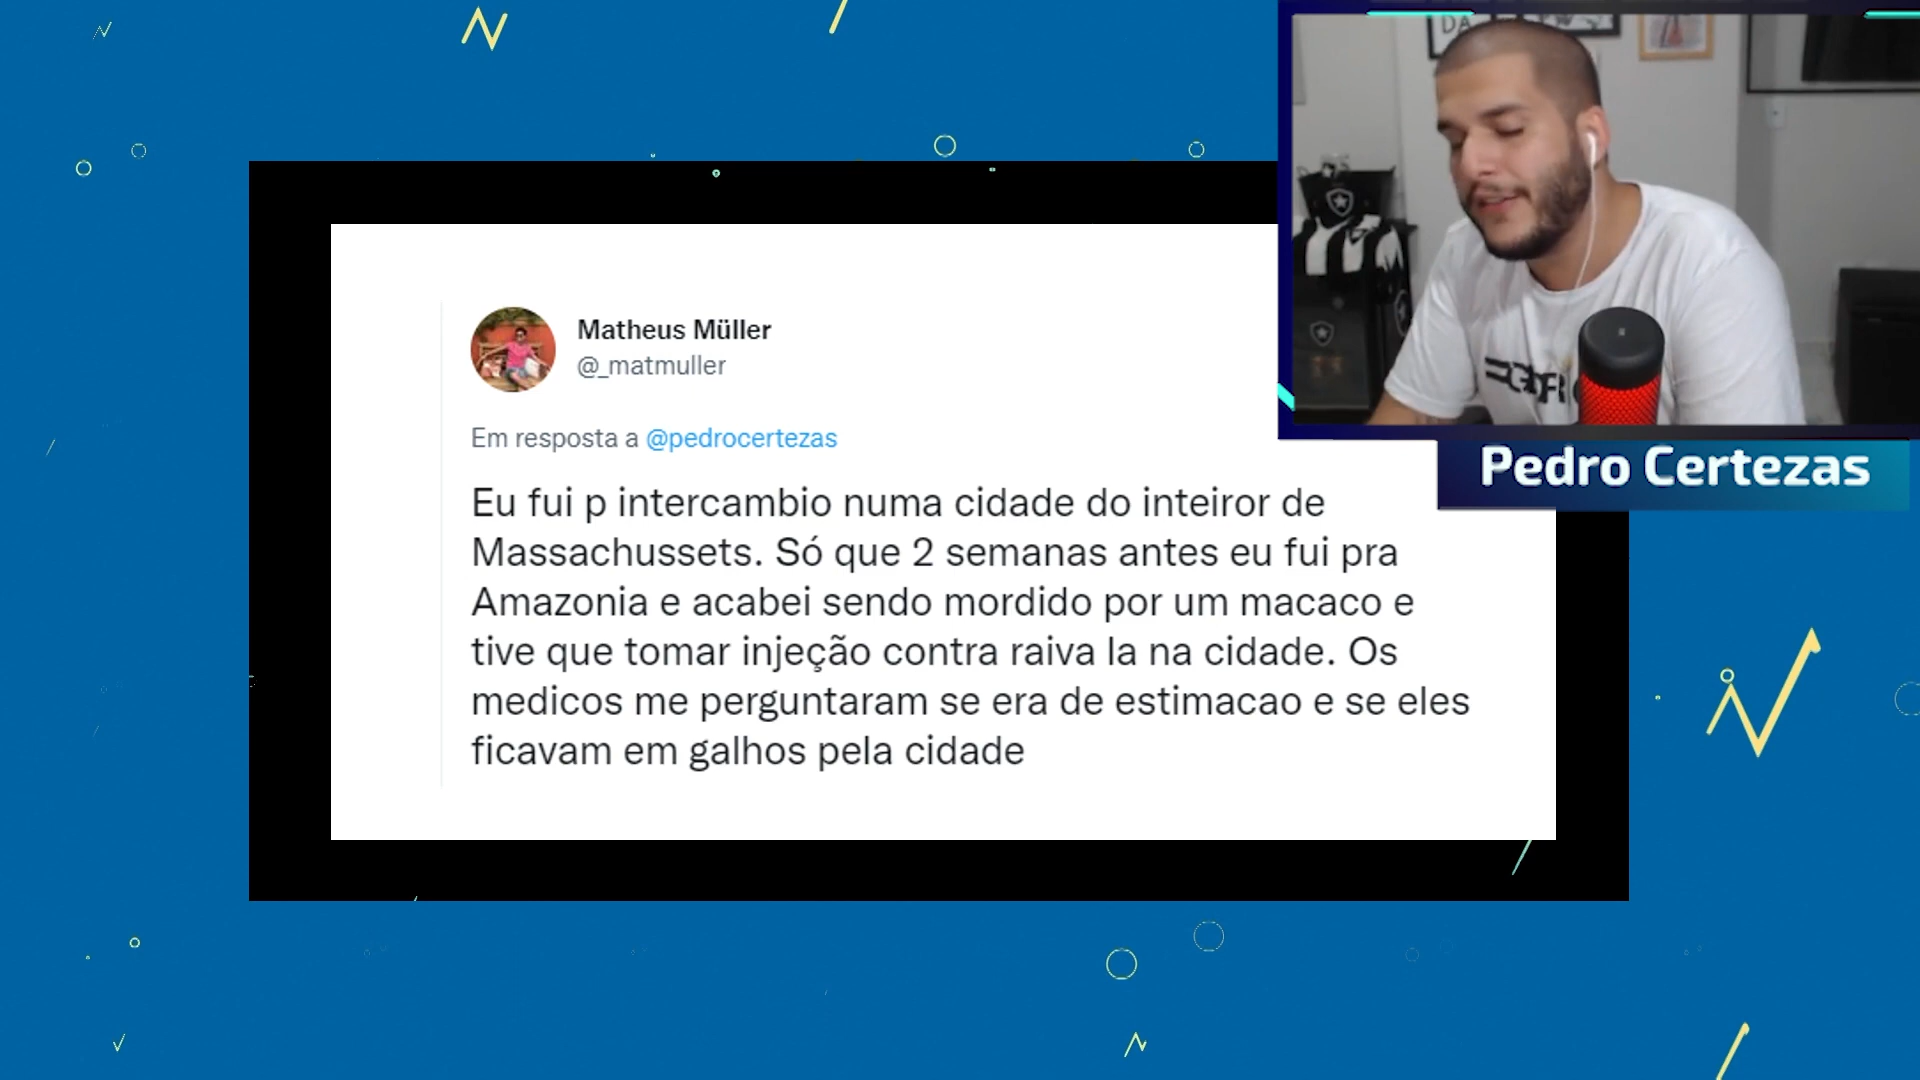 DA
Matheus Müller
@_matmuller
Em resposta a @pedrocertezas
Eu fui p intercambio numa cidade do inteiror de
Massachussets. Só que 2 semanas antes eu fui pra
Amazonia e acabei sendo mordido por um macaco e
tive que tomar injeção contra raiva la na cidade. Os
medicos me perguntaram se era de estimacao e se eles
ficavam em galhos pela cidade
Pedro Certezas